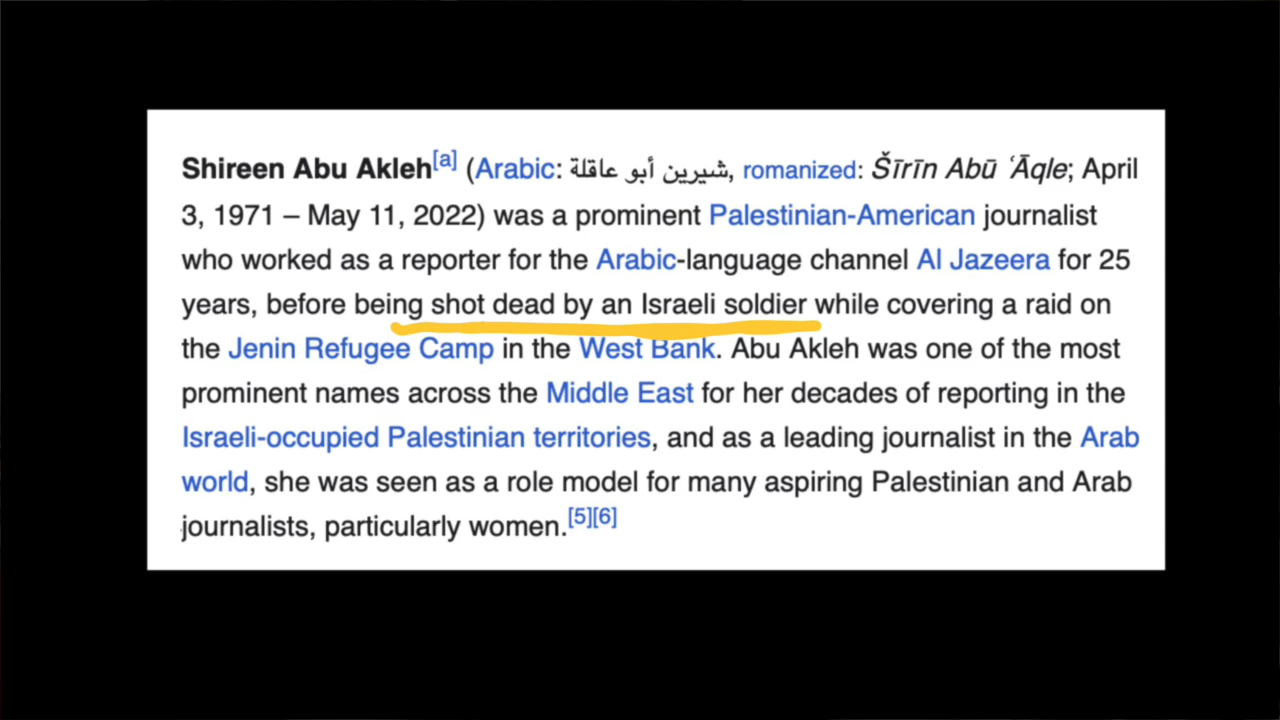 Shireen Abu Akleh[a] (Arabic: شيرين أبو عاقلة, romanized: Šīrīn Abū ʿĀqle; April
3, 1971 – May 11, 2022) was a prominent Palestinian-American journalist
who worked as a reporter for the Arabic-language channel Al Jazeera for 25
years, before being shot dead by an Israeli soldier while covering a raid on
the Jenin Refugee Camp in the West Bank. Abu Akleh was one of the most
prominent names across the Middle East for her decades of reporting in the
Israeli-occupied Palestinian territories, and as a leading journalist in the Arab
world, she was seen as a role model for many aspiring Palestinian and Arab
journalists, particularly women.[5][6]